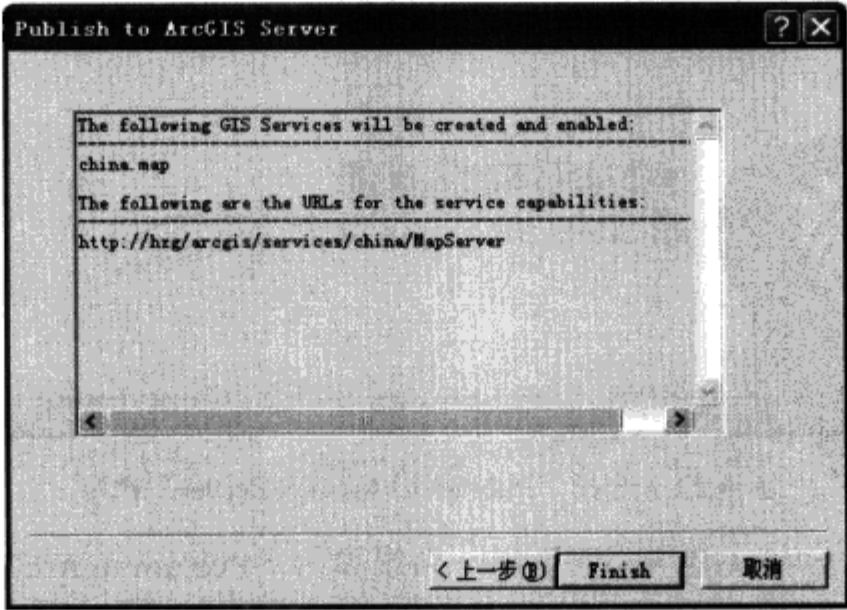 Publish to ArcGIS Server
The following GIS Services will be created and enabled:
china.map
The following are the URLs for the service capabilities:
http://hrg/arcgis/services/china/MapServer
< 上一步(B)
Finish
取消